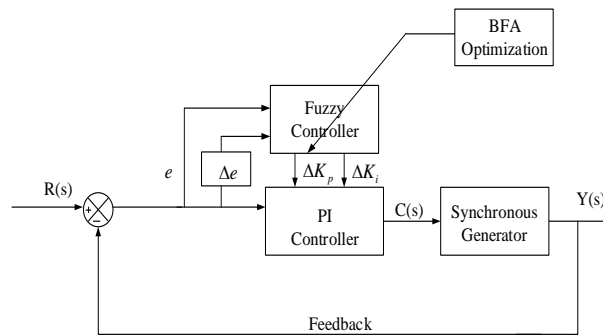 BFA
Optimization
Fuzzy
Controller
e
Δe
ΔK_p
ΔK_i
R(s)
+
−
PI
Controller
C(s)
Synchronous
Generator
Y(s)
Feedback